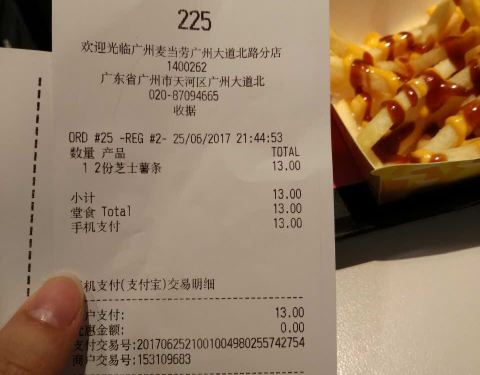 225
欢迎光临广州麦当劳广州大道北路分店
1400262
广东省广州市天河区广州大道北
020-87094665
收据
ORD #25 -REG #2- 25/06/2017 21:44:53
数量 产品 TOTAL
1 2份芝士薯条 13.00
小计 13.00
堂食 Total 13.00
手机支付 13.00
机支付(支付宝)交易明细
户支付: 13.00
惠金额: 0.00
支付交易号:2017062521001004980255742754
商户交易号:153109683